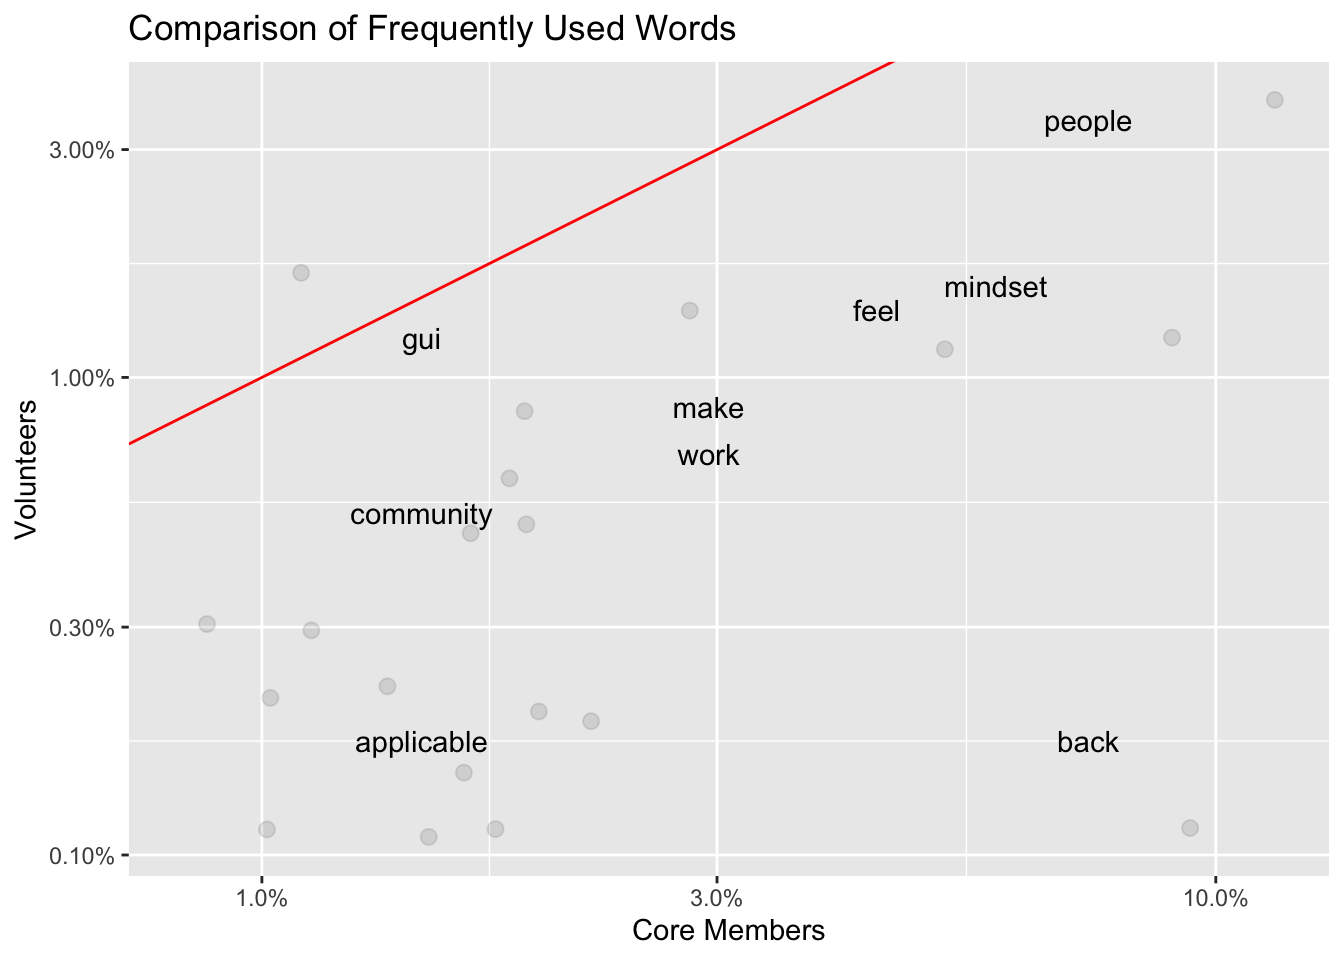 Comparison of Frequently Used Words
people
3.00%
mindset
feel
gui
1.00%
make
work
community
Volunteers
0.30%
applicable
back
0.10%
1.0%
3.0%
10.0%
Core Members